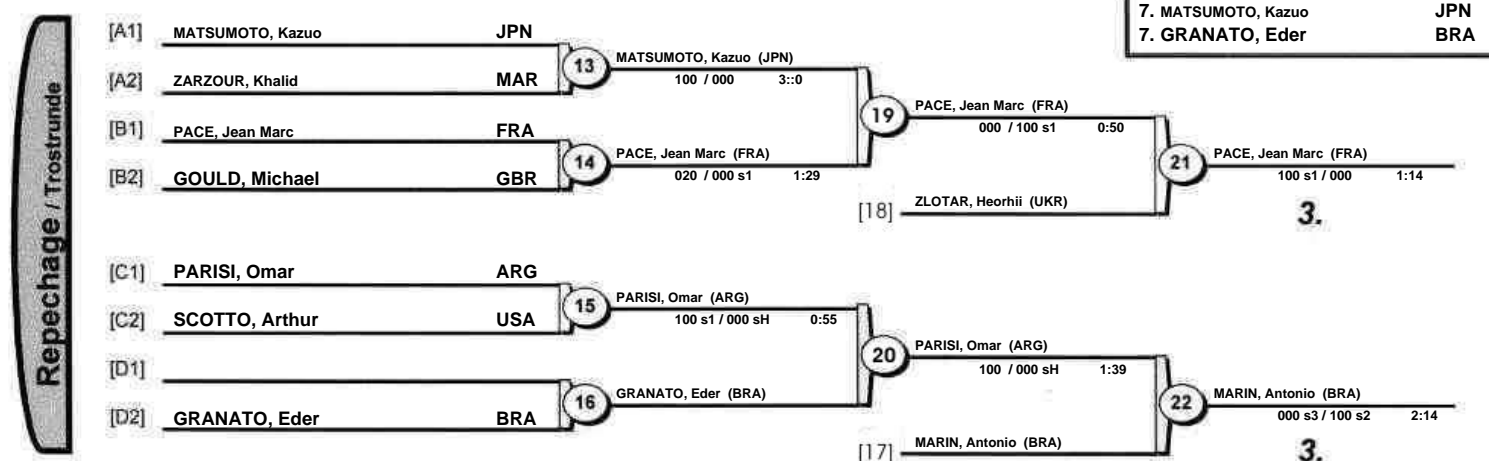 7. MATSUMOTO, Kazuo JPN
7. GRANATO, Eder BRA
Repechage / Trostrunde
[A1] MATSUMOTO, Kazuo JPN
13
MATSUMOTO, Kazuo (JPN)
100 / 000 3::0
[A2] ZARZOUR, Khalid MAR
19
PACE, Jean Marc (FRA)
000 / 100 s1 0:50
[B1] PACE, Jean Marc FRA
14
PACE, Jean Marc (FRA)
020 / 000 s1 1:29
[B2] GOULD, Michael GBR
21
PACE, Jean Marc (FRA)
100 s1 / 000 1:14
[18] ZLOTAR, Heorhii (UKR)
3.
[C1] PARISI, Omar ARG
15
PARISI, Omar (ARG)
100 s1 / 000 sH 0:55
[C2] SCOTTO, Arthur USA
20
PARISI, Omar (ARG)
100 / 000 sH 1:39
[D1]
16
GRANATO, Eder (BRA)
[D2] GRANATO, Eder BRA
22
MARIN, Antonio (BRA)
000 s3 / 100 s2 2:14
[17] MARIN, Antonio (BRA)
3.